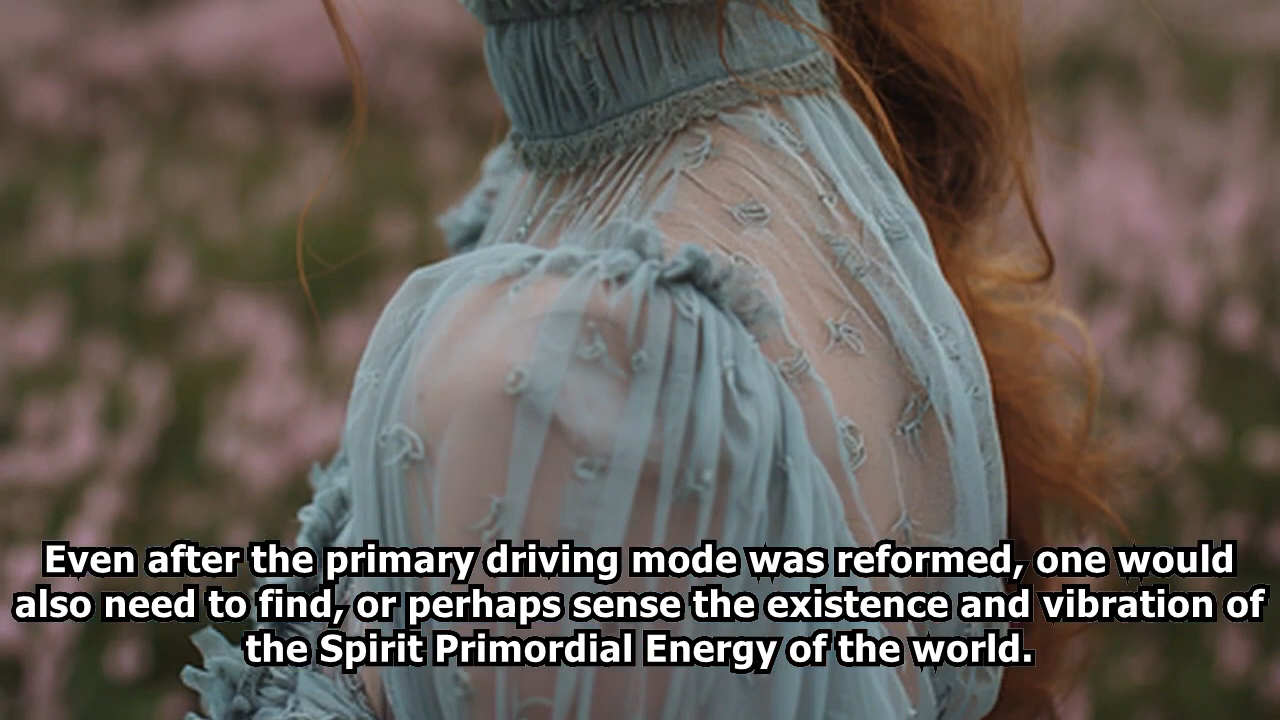 Even after the primary driving mode was reformed, one would
also need to find, or perhaps sense the existence and vibration of
the Spirit Primordial Energy of the world.